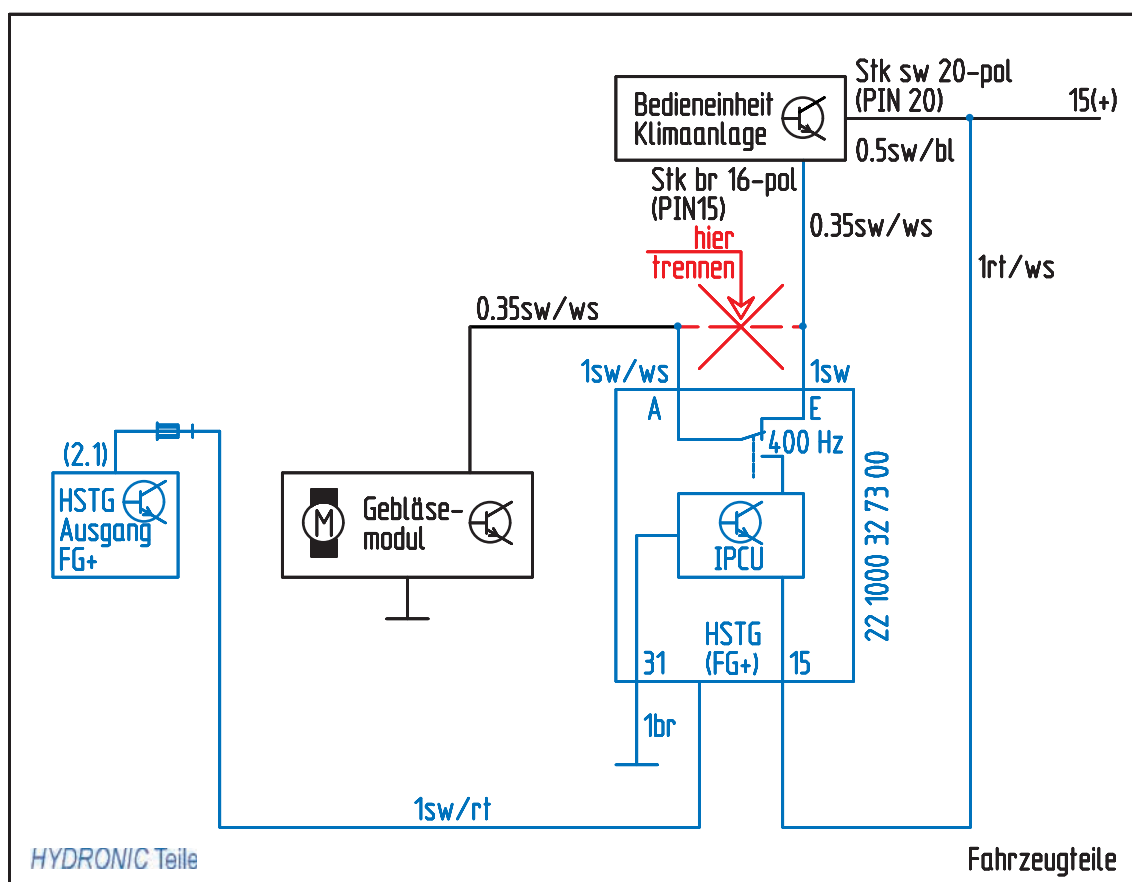 Stk sw 20-pol
(PIN 20)
15(+)
Bedieneinheit
Klimaanlage
0.5sw/bl
Stk br 16-pol
(PIN15)
0.35sw/ws
hier
trennen
1rt/ws
0.35sw/ws
1sw/ws
1sw
A
E
400 Hz
(2.1)
HSTG
Ausgang
FG+
M
Gebläse-
modul
IPCU
22 1000 32 73 00
HSTG
(FG+)
31
15
1br
1sw/rt
HYDRONIC Teile
Fahrzeugteile